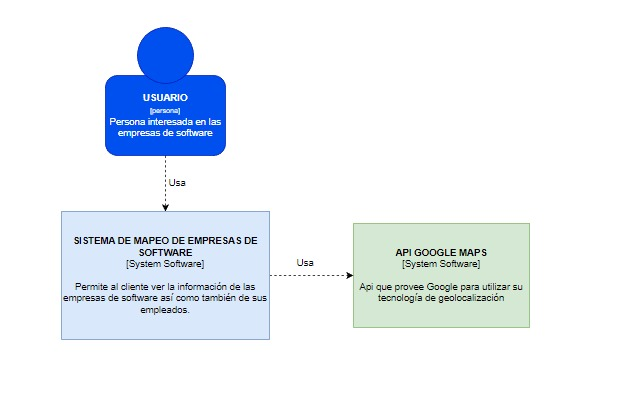 USUARIO
[persona]
Persona interesada en las
empresas de software
Usa
SISTEMA DE MAPEO DE EMPRESAS DE
SOFTWARE
[System Software]
Permite al cliente ver la información de las
empresas de software así como también de sus
empleados.
Usa
API GOOGLE MAPS
[System Software]
Api que provee Google para utilizar su
tecnología de geolocalización